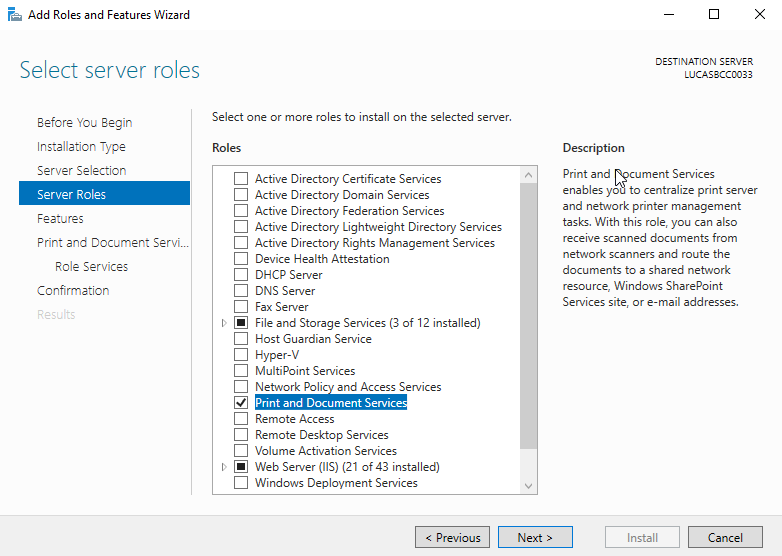 Add Roles and Features Wizard
Select server roles
DESTINATION SERVER
LUCASBCC0033
Before You Begin
Installation Type
Server Selection
Server Roles
Features
Print and Document Servi...
Role Services
Confirmation
Results
Select one or more roles to install on the selected server.
Roles
Active Directory Certificate Services
Active Directory Domain Services
Active Directory Federation Services
Active Directory Lightweight Directory Services
Active Directory Rights Management Services
Device Health Attestation
DHCP Server
DNS Server
Fax Server
File and Storage Services (3 of 12 installed)
Host Guardian Service
Hyper-V
MultiPoint Services
Network Policy and Access Services
Print and Document Services
Remote Access
Remote Desktop Services
Volume Activation Services
Web Server (IIS) (21 of 43 installed)
Windows Deployment Services
Description
Print and Document Services
enables you to centralize print server
and network printer management
tasks. With this role, you can also
receive scanned documents from
network scanners and route the
documents to a shared network
resource, Windows SharePoint
Services site, or e-mail addresses.
< Previous
Next >
Install
Cancel